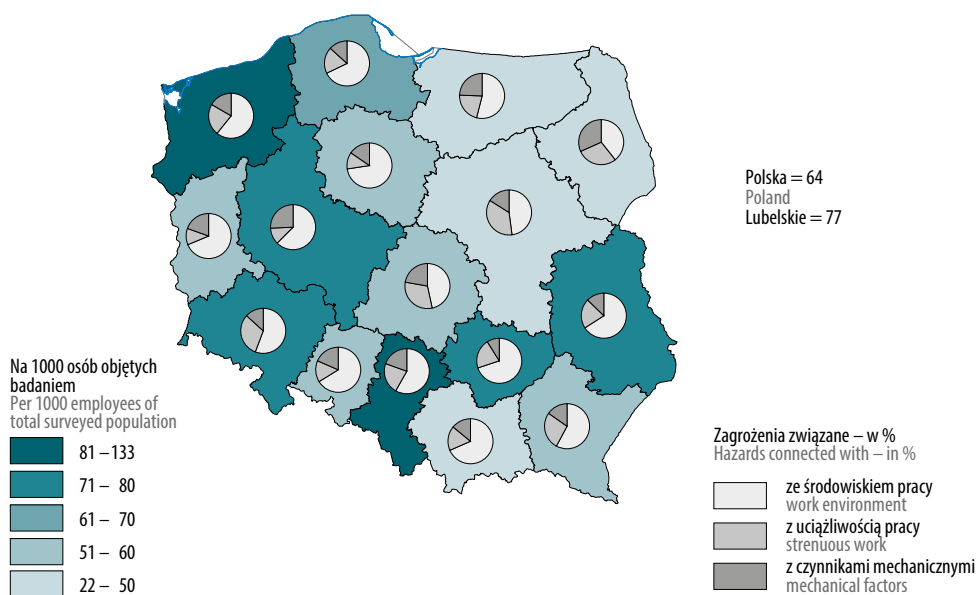 Polska = 64
Poland
Lubelskie = 77
Na 1000 osób objętych
badaniem
Per 1000 employees of
total surveyed population
81 – 133
71 – 80
61 – 70
51 – 60
22 – 50
Zagrożenia związane – w %
Hazards connected with – in %
ze środowiskiem pracy
work environment
z uciążliwością pracy
strenuous work
z czynnikami mechanicznymi
mechanical factors